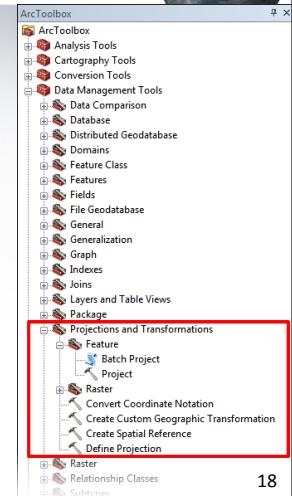 ArcToolbox
ArcToolbox
Analysis Tools
Cartography Tools
Conversion Tools
Data Management Tools
Data Comparison
Database
Distributed Geodatabase
Domains
Feature Class
Features
Fields
File Geodatabase
General
Generalization
Graph
Indexes
Joins
Layers and Table Views
Package
Projections and Transformations
Feature
Batch Project
Project
Raster
Convert Coordinate Notation
Create Custom Geographic Transformation
Create Spatial Reference
Define Projection
Raster
Relationship Classes
Subtypes
18